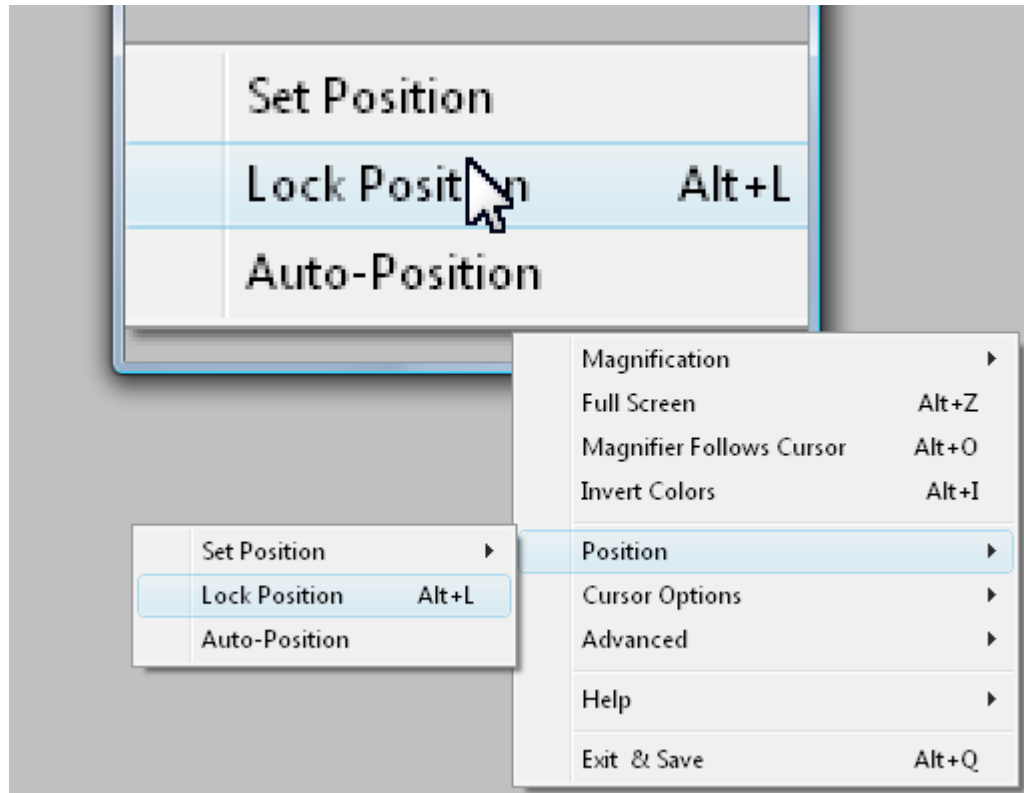 Set Position
Lock Position Alt+L
Auto-Position
Magnification
Full Screen Alt+Z
Magnifier Follows Cursor Alt+O
Invert Colors Alt+I
Position
Cursor Options
Advanced
Help
Exit & Save Alt+Q
Set Position
Lock Position Alt+L
Auto-Position